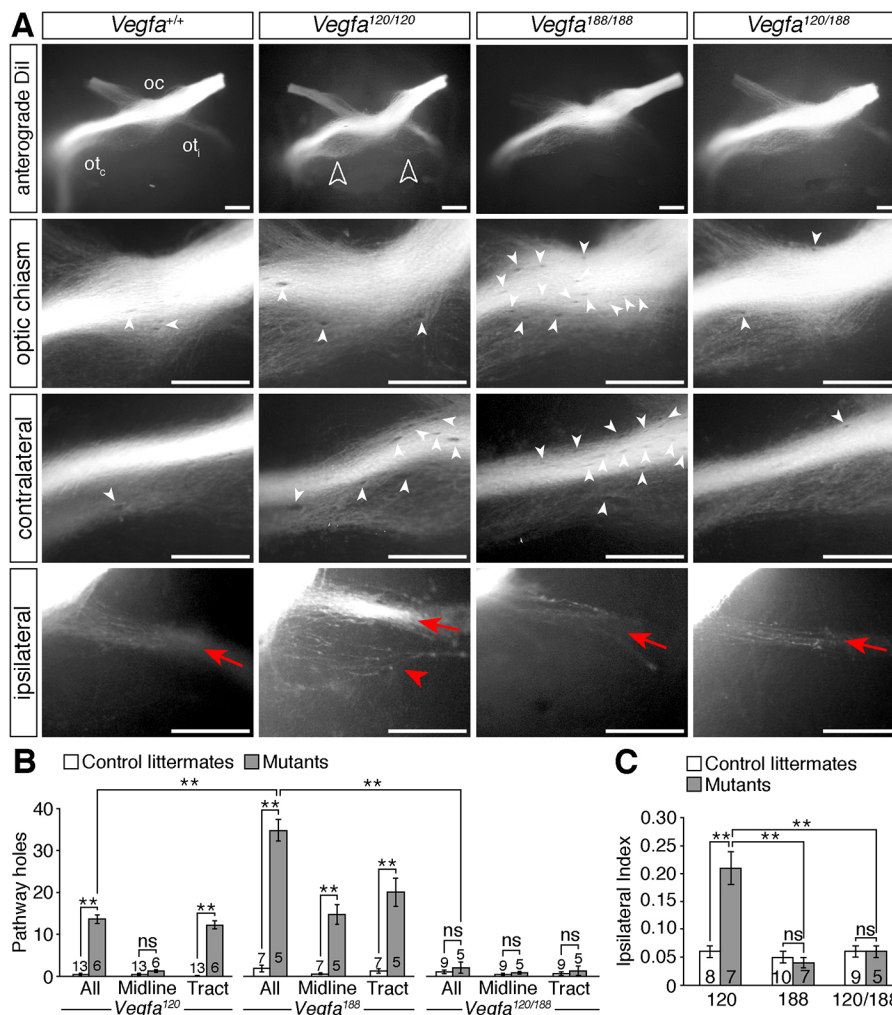 A Vegfa+/+ Vegfa120/120 Vegfa188/188 Vegfa120/188
anterograde DiI
oc
otc
oti
optic chiasm
contralateral
ipsilateral
B Control littermates Mutants
Pathway holes
40
30
20
10
0
** ** ** ns ** ** ** ** ns ns ns
13 6 13 6 13 6 7 5 7 5 7 5 9 5 9 5 9 5
All Midline Tract All Midline Tract All Midline Tract
Vegfa120 Vegfa188 Vegfa120/188
C Control littermates
Mutants
Ipsilateral Index
0.30
0.25
0.20
0.15
0.10
0.05
0
** ** ** ns ns
8 7 10 7 9 5
120 188 120/188